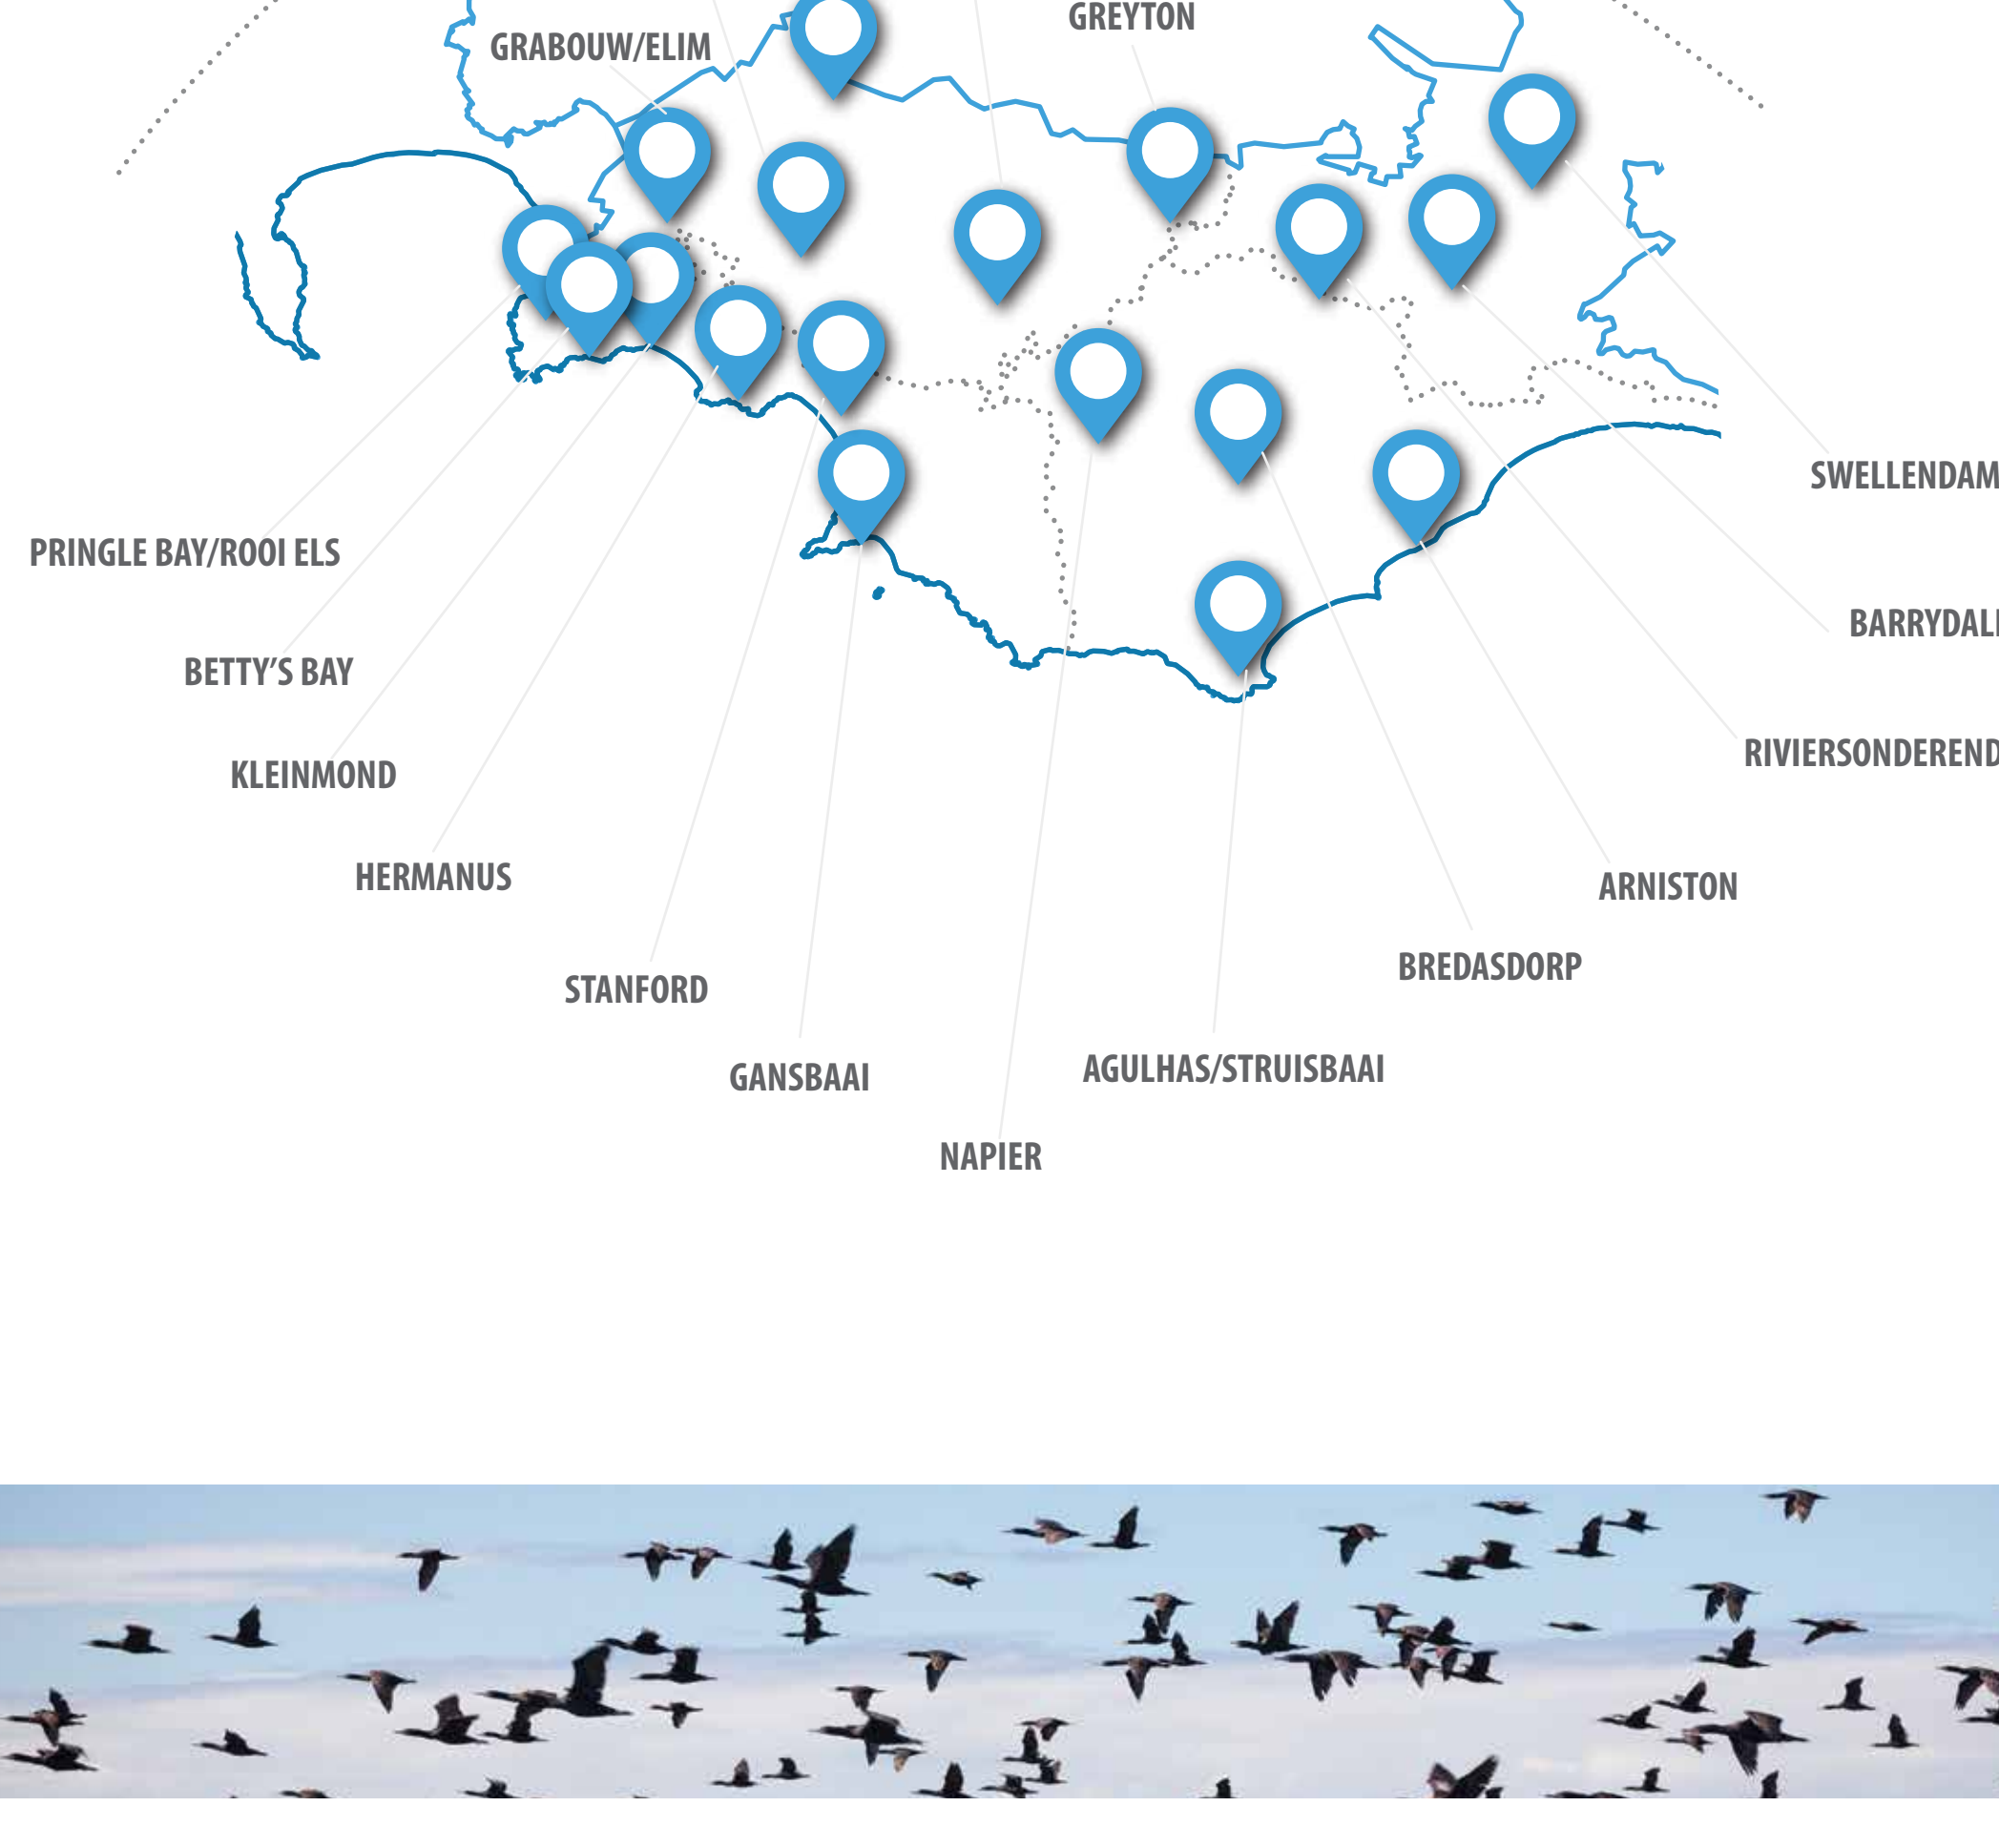 GREYTON
GRABOUW/ELIM
SWELLENDAM
PRINGLE BAY/ROOI ELS
BARRYDAL
BETTY'S BAY
RIVIERSONDEREND
KLEINMOND
HERMANUS
ARNISTON
BREDASDORP
STANFORD
AGULHAS/STRUISBAAI
GANSBAAI
NAPIER